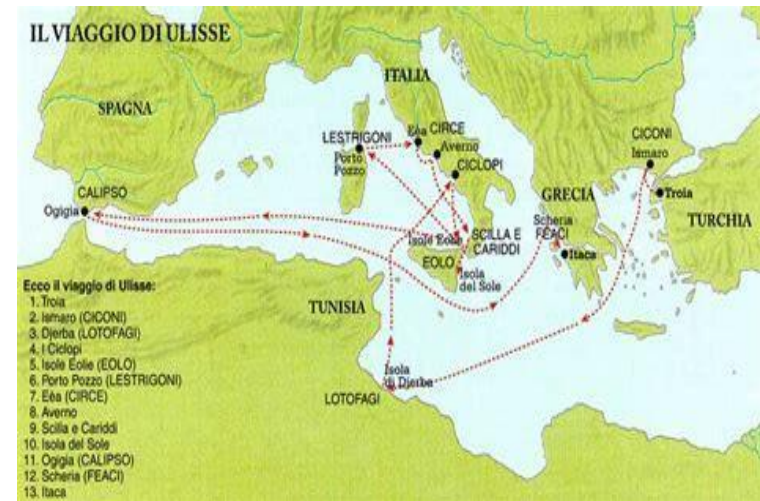 IL VIAGGIO DI ULISSE
ITALIA
SPAGNA
LESTRIGONI
Porto
Pozzo
Eèa CIRCE
Averno
CICLOPI
CICONI
Ismaro
Troia
GRECIA
TURCHIA
CALIPSO
Ogigia
Scheria
FEACI
Itaca
Isole Eolie
EOLO
SCILLA E
CARIDDI
Isola
del Sole
TUNISIA
Isola
di Djerba
LOTOFAGI
Ecco il viaggio di Ulisse:
1. Troia
2. Ismaro (CICONI)
3. Djerba (LOTOFAGI)
4. I Ciclopi
5. Isole Eolie (EOLO)
6. Porto Pozzo (LESTRIGONI)
7. Eèa (CIRCE)
8. Averno
9. Scilla e Cariddi
10. Isola del Sole
11. Ogigia (CALIPSO)
12. Scheria (FEACI)
13. Itaca